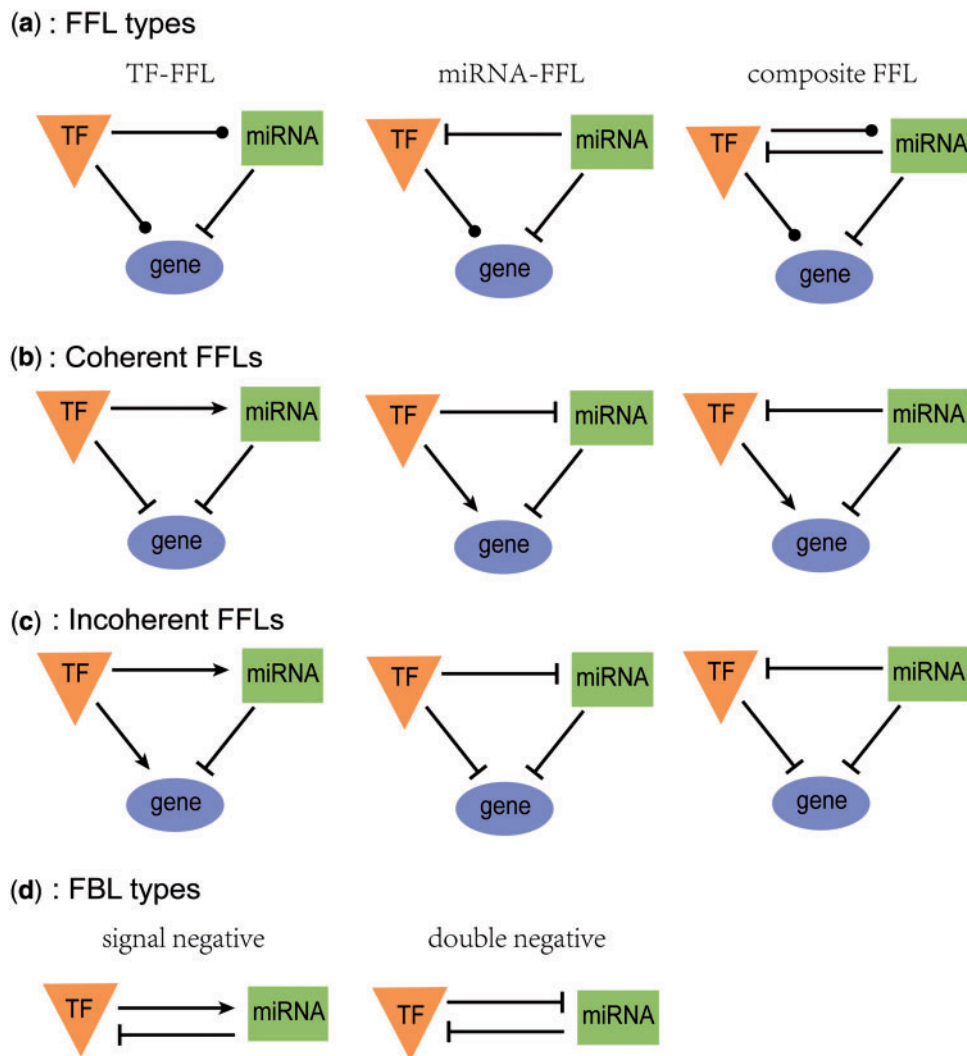 (a) : FFL types
TF-FFL miRNA-FFL composite FFL
TF miRNA TF miRNA TF miRNA
gene gene gene
(b) : Coherent FFLs
TF miRNA TF miRNA TF miRNA
gene gene gene
(c) : Incoherent FFLs
TF miRNA TF miRNA TF miRNA
gene gene gene
(d) : FBL types
signal negative double negative
TF miRNA TF miRNA